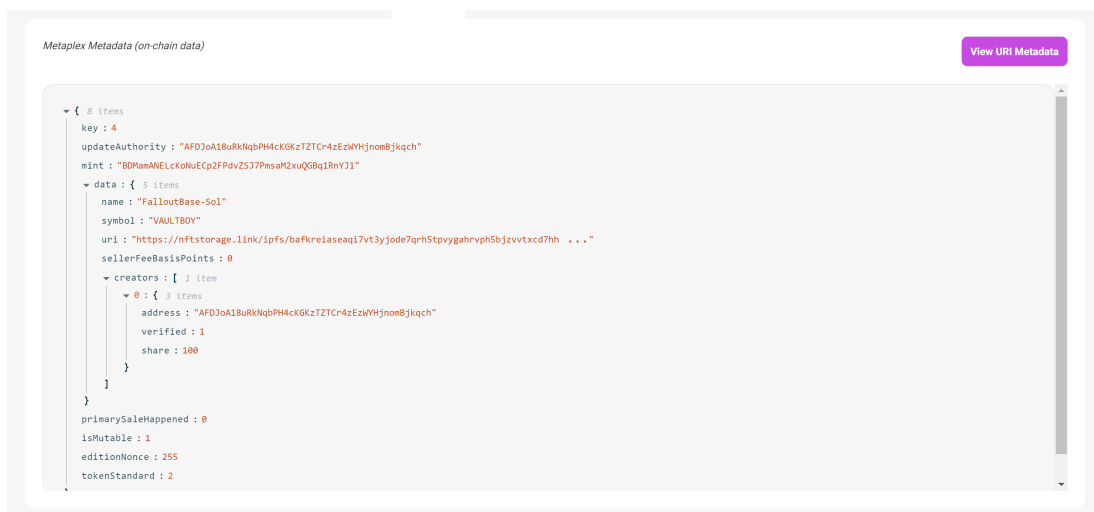 Metaplex Metadata (on-chain data)
View URI Metadata
{ 8 items
key : 4
updateAuthority : "AFDJoA18uRkNqbPH4cKGKzTZTCr4zEzWYHjnomBjkqch"
mint : "BDMamANELcKoNuECp2FPdvZSJ7PmsaM2xuQGBq1RnYJ1"
data : { 5 items
name : "FalloutBase-Sol"
symbol : "VAULTBOY"
uri : "https://nftstorage.link/ipfs/bafkreiaseaqi7vt3yjode7qrh5tpvygahrvph5bjzvvtxcd7hh ..."
sellerFeeBasisPoints : 0
creators : [ 1 item
0 : { 3 items
address : "AFDJoA18uRkNqbPH4cKGKzTZTCr4zEzWYHjnomBjkqch"
verified : 1
share : 100
}
]
}
primarySaleHappened : 0
isMutable : 1
editionNonce : 255
tokenStandard : 2